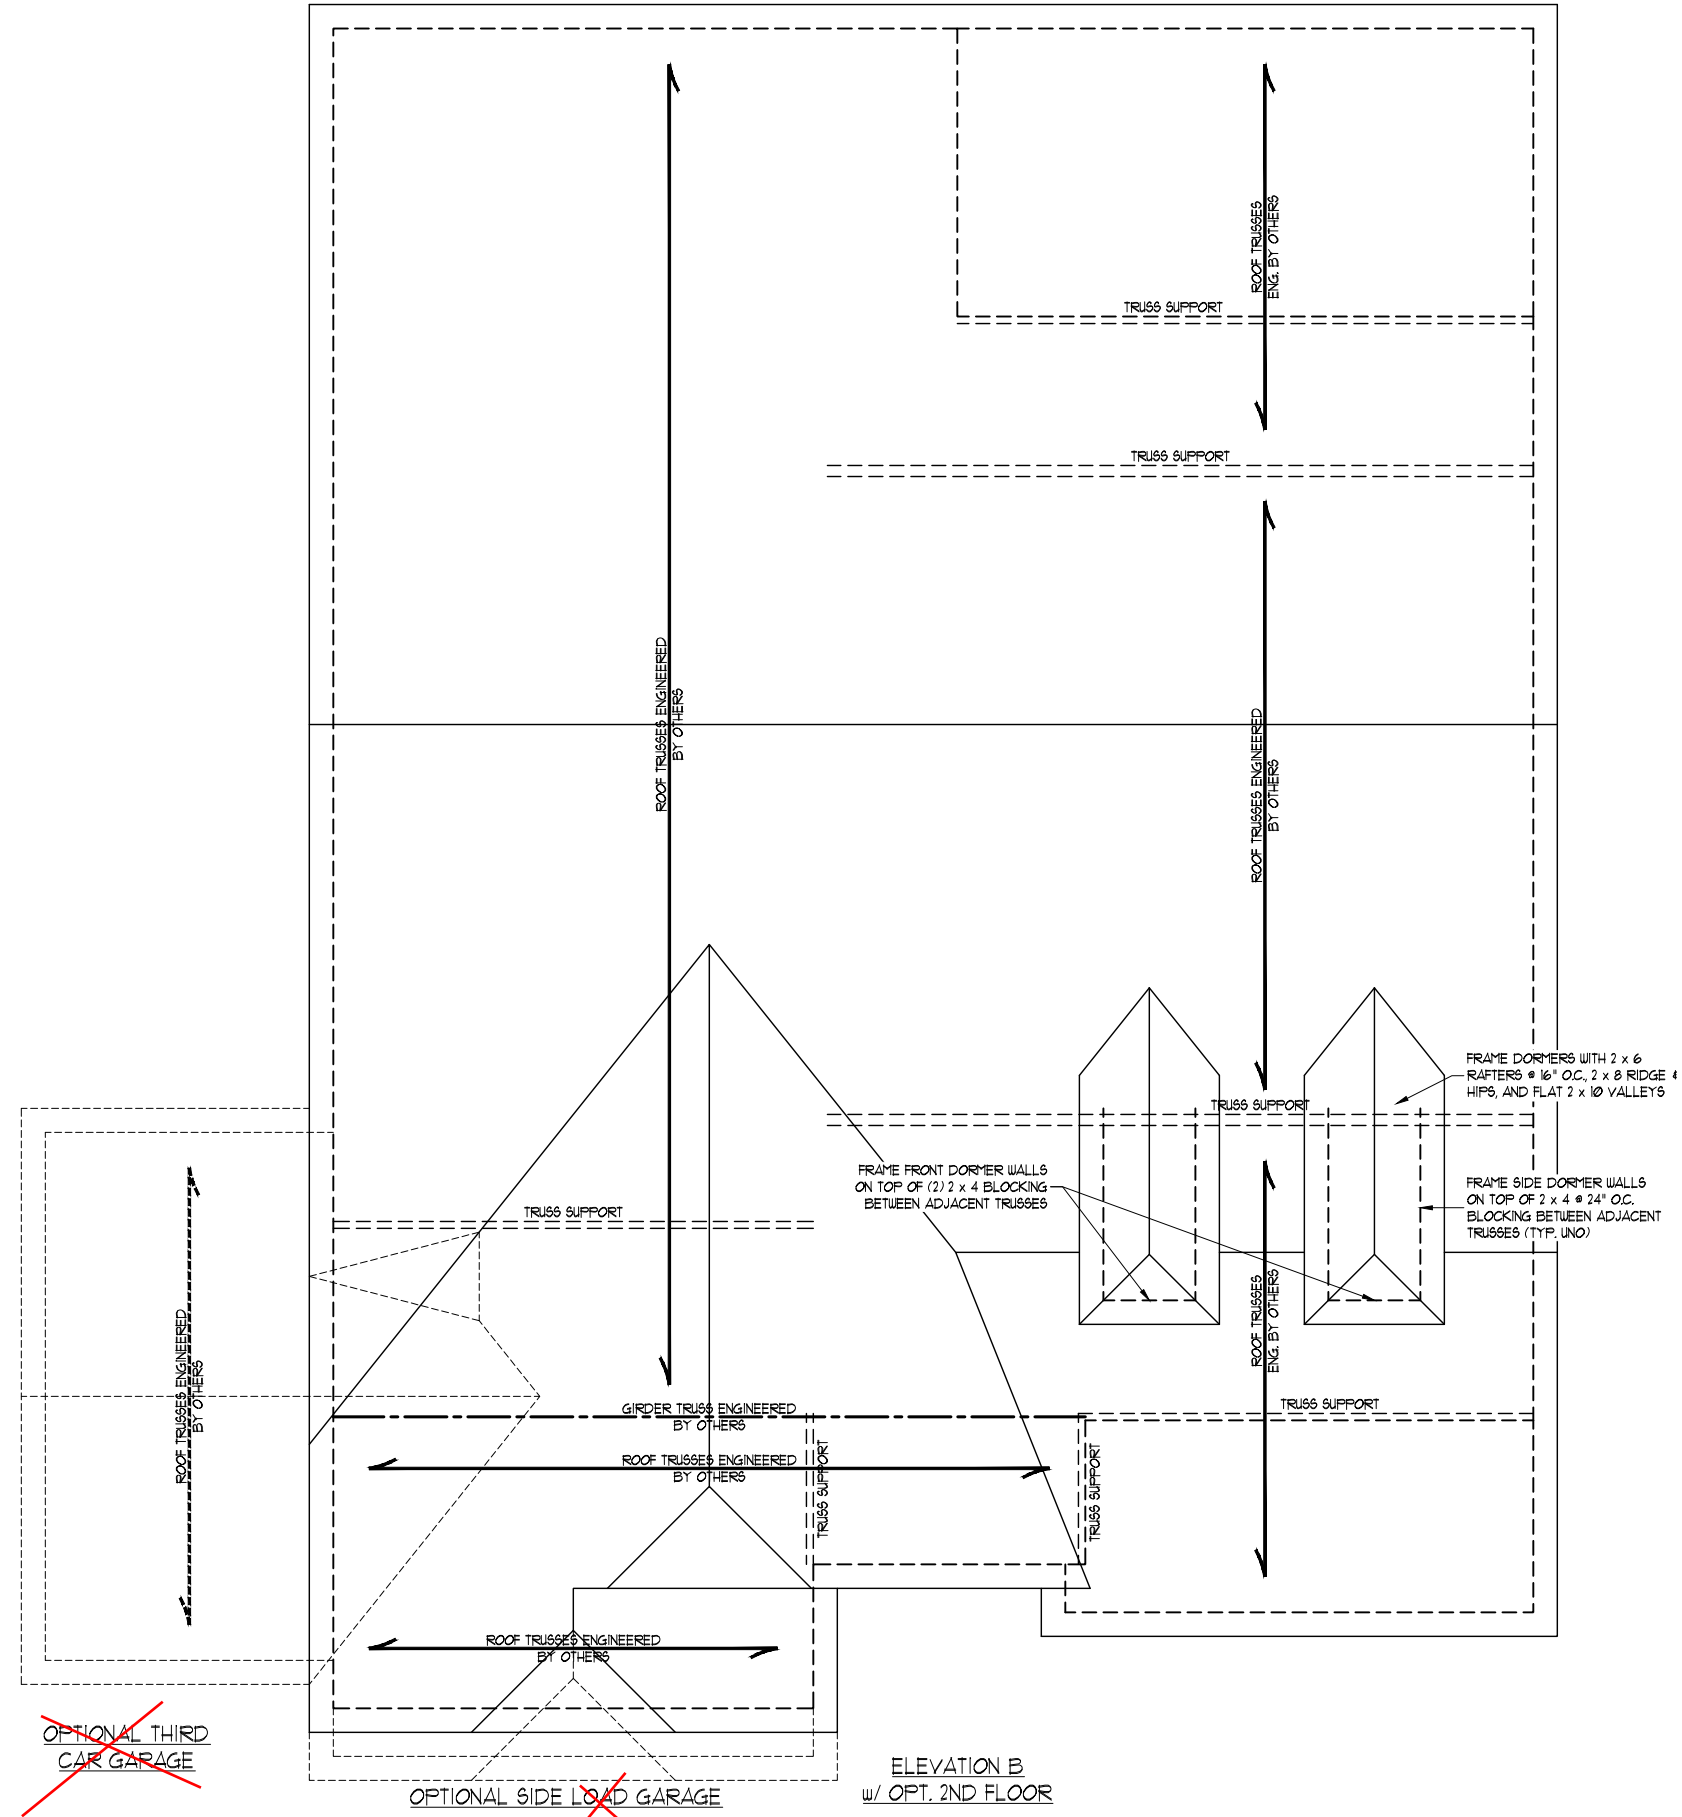 ROOF TRUSSES
ENG. BY OTHERS
TRUSS SUPPORT
TRUSS SUPPORT
ROOF TRUSSES ENGINEERED
BY OTHERS
ROOF TRUSSES ENGINEERED
BY OTHERS
FRAME DORMERS WITH 2 x 6
RAFTERS @ 16" O.C., 2 x 8 RIDGE &
HIPS, AND FLAT 2 x 10 VALLEYS
TRUSS SUPPORT
FRAME FRONT DORMER WALLS
ON TOP OF (2) 2 x 4 BLOCKING
BETWEEN ADJACENT TRUSSES
FRAME SIDE DORMER WALLS
ON TOP OF 2 x 4 @ 24" O.C.
BLOCKING BETWEEN ADJACENT
TRUSSES (TYP. UNO)
TRUSS SUPPORT
ROOF TRUSSES
ENG. BY OTHERS
ROOF TRUSSES ENGINEERED
BY OTHERS
GIRDER TRUSS ENGINEERED
BY OTHERS
TRUSS SUPPORT
ROOF TRUSSES ENGINEERED
BY OTHERS
TRUSS SUPPORT
TRUSS SUPPORT
ROOF TRUSSES ENGINEERED
BY OTHERS
OPTIONAL THIRD
CAR GARAGE
OPTIONAL SIDE LOAD GARAGE
ELEVATION B
w/ OPT. 2ND FLOOR